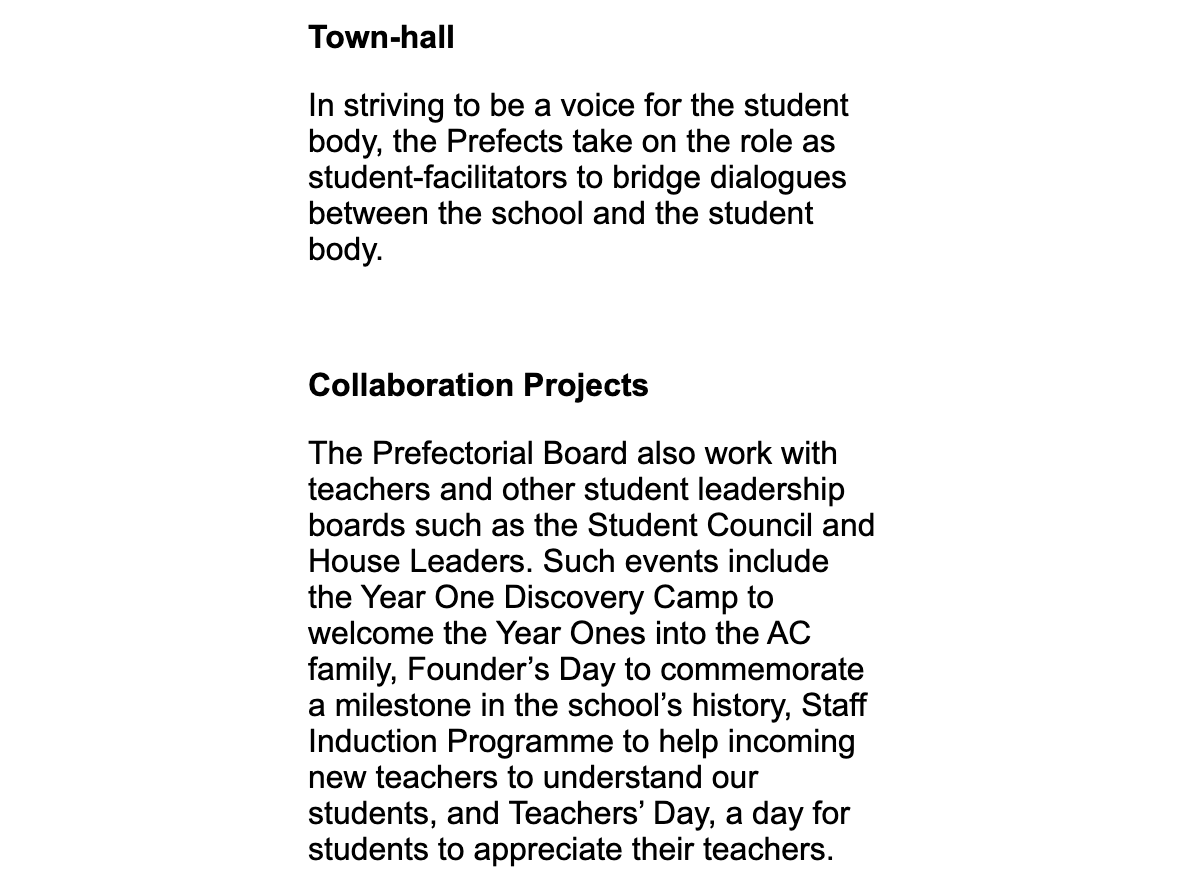 Town-hall
In striving to be a voice for the student
body, the Prefects take on the role as
student-facilitators to bridge dialogues
between the school and the student
body.
Collaboration Projects
The Prefectorial Board also work with
teachers and other student leadership
boards such as the Student Council and
House Leaders. Such events include
the Year One Discovery Camp to
welcome the Year Ones into the AC
family, Founder’s Day to commemorate
a milestone in the school’s history, Staff
Induction Programme to help incoming
new teachers to understand our
students, and Teachers’ Day, a day for
students to appreciate their teachers.